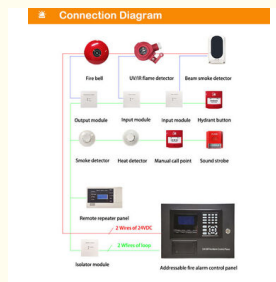 Connection Diagram
Fire bell
UV/IR flame detector
Beam smoke detector
Output module
Input module
Input module
Hydrant button
Smoke detector
Heat detector
Manual call point
Sound strobe
Remote repeater panel
2 Wires of 24VDC
2 Wires of loop
Isolator module
Addressable fire alarm control panel